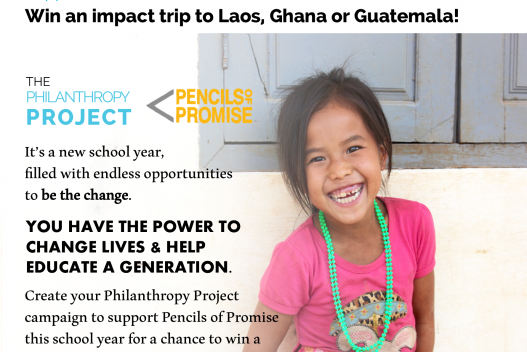 Win an impact trip to Laos, Ghana or Guatemala!
THE
PHILANTHROPY
PROJECT
PENCILS OF
PROMISE
It's a new school year,
filled with endless opportunities
to be the change.
YOU HAVE THE POWER TO
CHANGE LIVES & HELP
EDUCATE A GENERATION.
Create your Philanthropy Project
campaign to support Pencils of Promise
this school year for a chance to win a